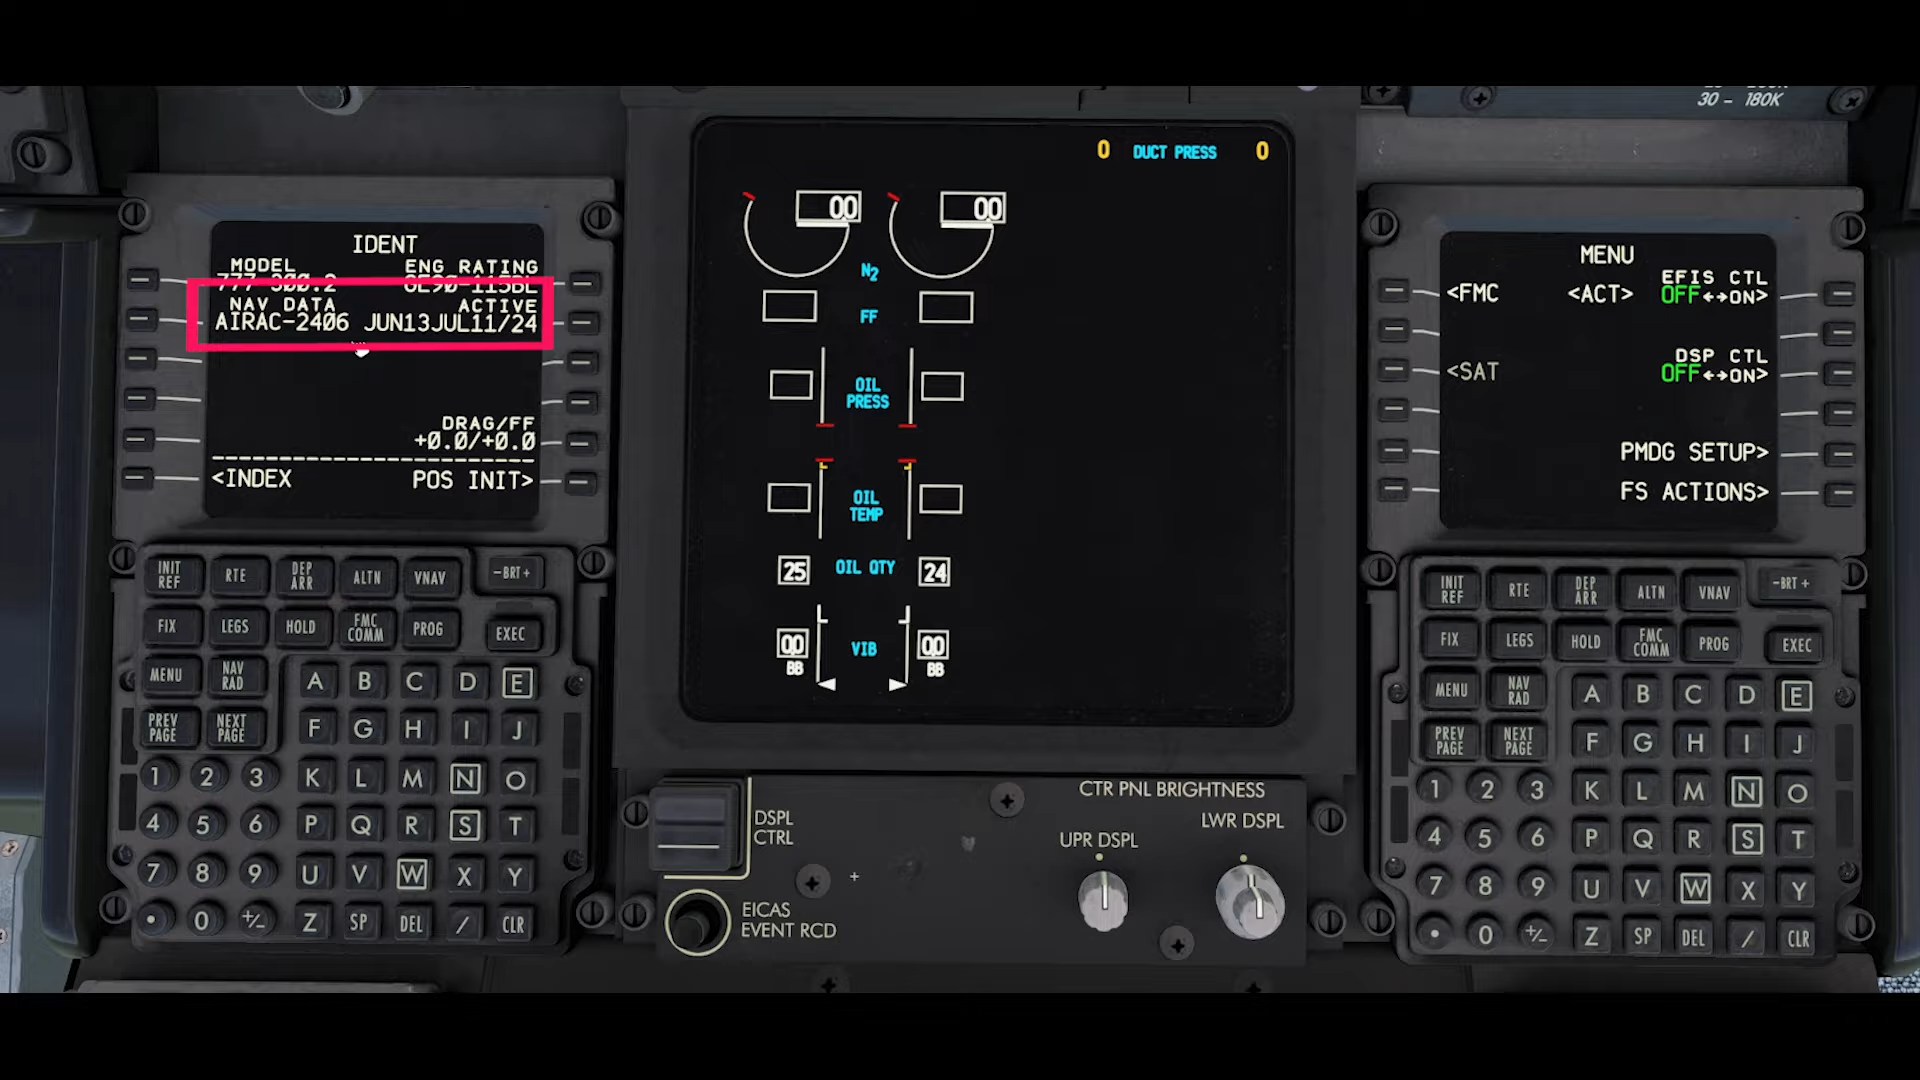 30 - 180K
IDENT
MODEL ENG RATING
777-300.2 GE90-115BL
NAV DATA ACTIVE
AIRAC-2406 JUN13JUL11/24
DRAG/FF
+0.0/+0.0
<INDEX POS INIT>
0 DUCT PRESS 0
00 00
N2
FF
OIL
PRESS
OIL
TEMP
25 OIL QTY 24
00 VIB 00
BB BB
MENU
EFIS CTL
<FMC <ACT> OFF↔ON>
DSP CTL
<SAT OFF↔ON>
PMDG SETUP>
FS ACTIONS>
INIT REF RTE DEP ARR ALTN VNAV -BRT+
FIX LEGS HOLD FMC COMM PROG EXEC
MENU NAV RAD A B C D E
PREV PAGE NEXT PAGE F G H I J
1 2 3 K L M N O
4 5 6 P Q R S T
7 8 9 U V W X Y
• 0 +/- Z SP DEL / CLR
DSPL
CTRL
EICAS
EVENT RCD
CTR PNL BRIGHTNESS
UPR DSPL LWR DSPL
INIT REF RTE DEP ARR ALTN VNAV -BRT+
FIX LEGS HOLD FMC COMM PROG EXEC
MENU NAV RAD A B C D E
PREV PAGE NEXT PAGE F G H I J
1 2 3 K L M N O
4 5 6 P Q R S T
7 8 9 U V W X Y
• 0 +/- Z SP DEL / CLR